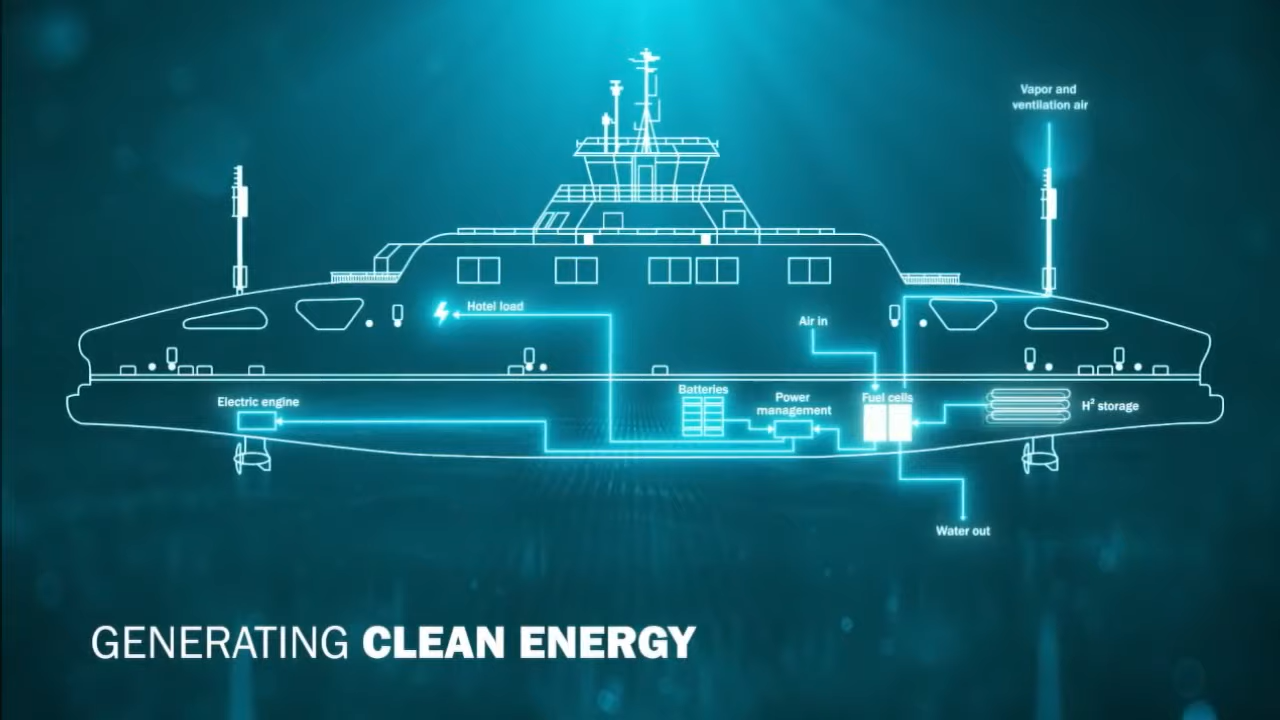 Vapor and
ventilation air
Hotel load
Air in
Batteries
Power
management
Fuel cells
Electric engine
H² storage
Water out
GENERATING CLEAN ENERGY